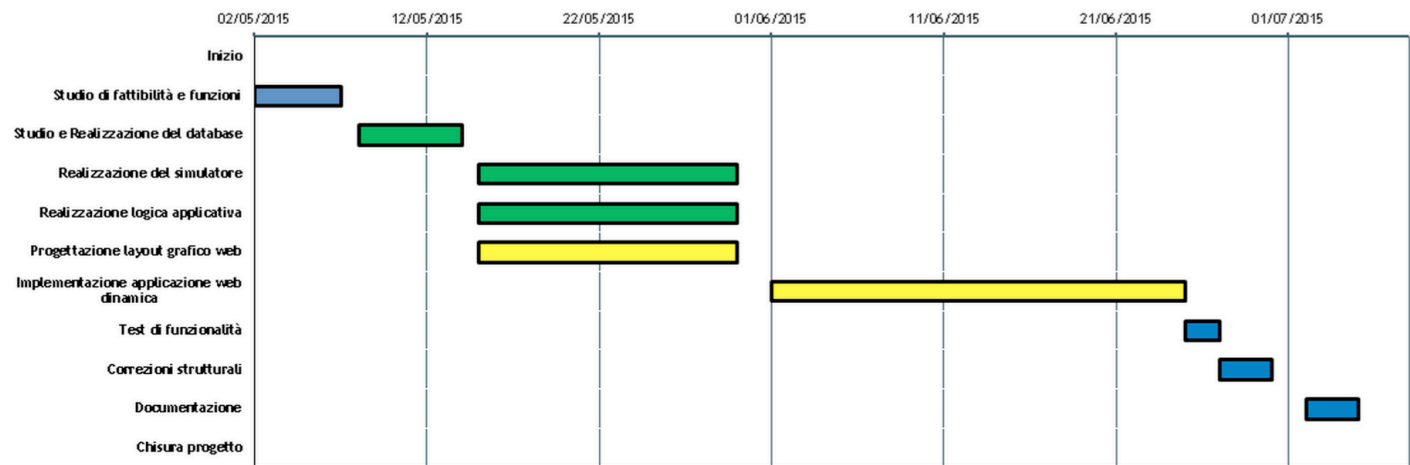 02/05/2015 12/05/2015 22/05/2015 01/06/2015 11/06/2015 21/06/2015 01/07/2015
Inizio
Studio di fattibilità e funzioni
Studio e Realizzazione del database
Realizzazione del simulatore
Realizzazione logica applicativa
Progettazione layout grafico web
Implementazione applicazione web
dinamica
Test di funzionalità
Correzioni strutturali
Documentazione
Chisura progetto